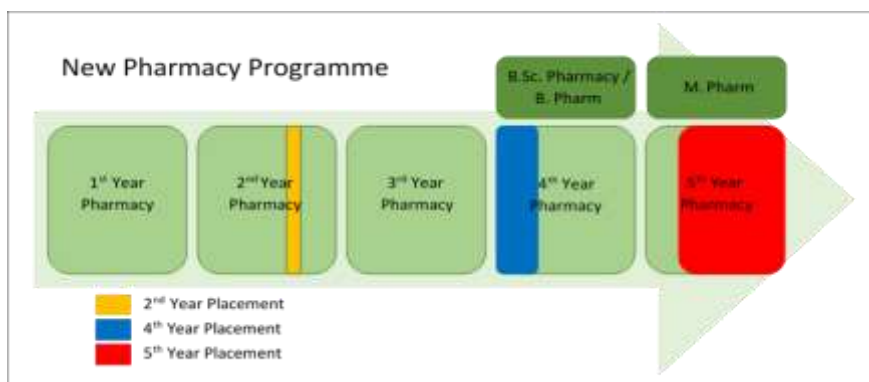 New Pharmacy Programme
B.Sc. Pharmacy /
B. Pharm
M. Pharm
1st Year
Pharmacy
2nd Year
Pharmacy
3rd Year
Pharmacy
4th Year
Pharmacy
5th Year
Pharmacy
2nd Year Placement
4th Year Placement
5th Year Placement